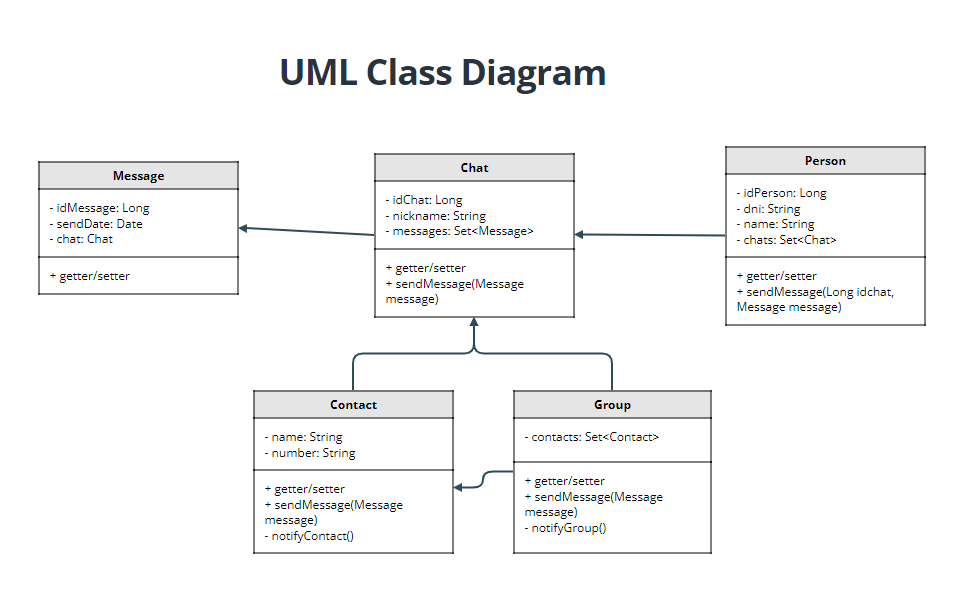 UML Class Diagram
Message
- idMessage: Long
- sendDate: Date
- chat: Chat
+ getter/setter
Chat
- idChat: Long
- nickname: String
- messages: Set<Message>
+ getter/setter
+ sendMessage(Message
message)
Person
- idPerson: Long
- dni: String
- name: String
- chats: Set<Chat>
+ getter/setter
+ sendMessage(Long idchat,
Message message)
Contact
- name: String
- number: String
+ getter/setter
+ sendMessage(Message
message)
- notifyContact()
Group
- contacts: Set<Contact>
+ getter/setter
+ sendMessage(Message
message)
- notifyGroup()